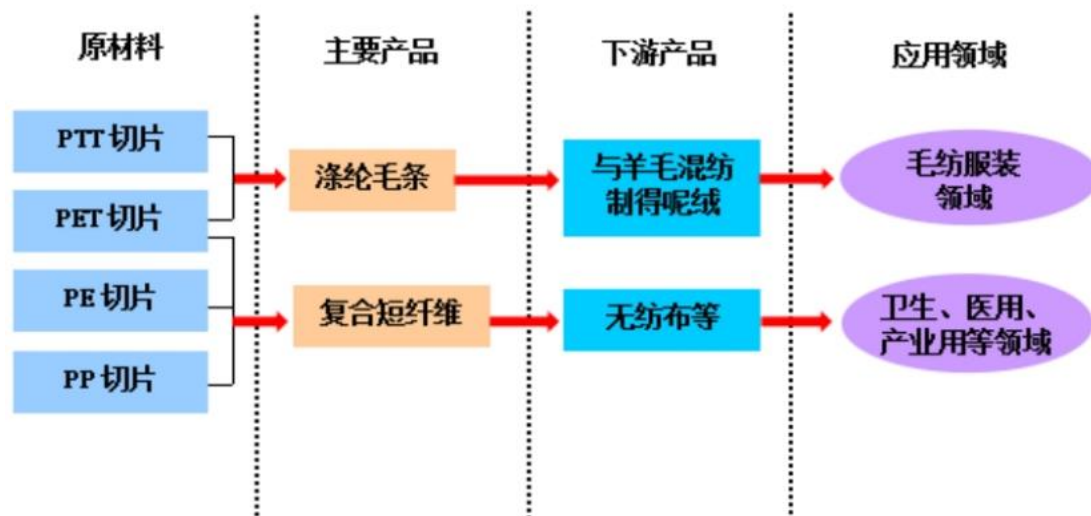 原材料
主要产品
下游产品
应用领域
PTT 切片
PET 切片
PE 切片
PP 切片
涤纶毛条
复合短纤维
与羊毛混纺
制得呢绒
无纺布等
毛纺服装
领域
卫生、医用、
产业用等领域